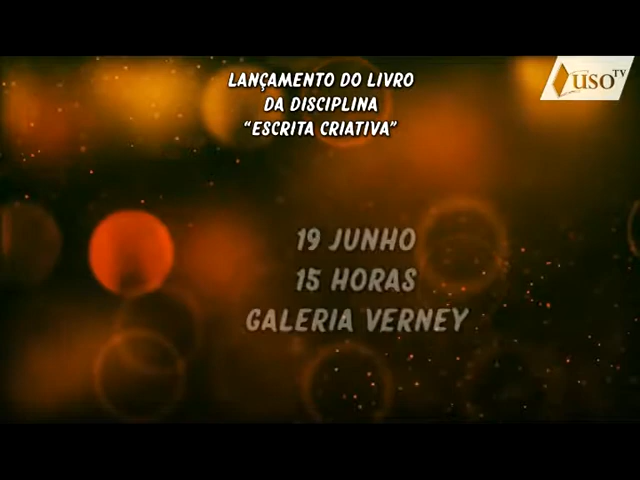 LANÇAMENTO DO LIVRO
DA DISCIPLINA
“ESCRITA CRIATIVA”
USO TV
19 JUNHO
15 HORAS
GALERIA VERNEY